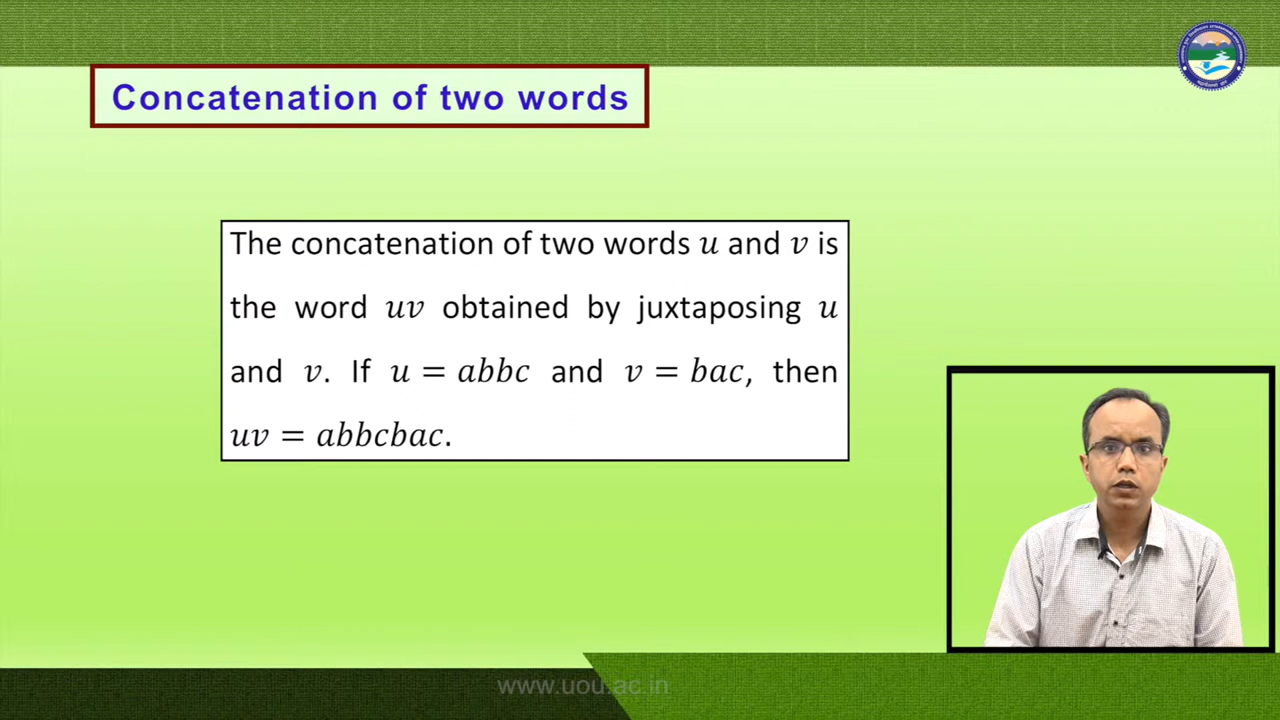 Concatenation of two words
The concatenation of two words u and v is
the word uv obtained by juxtaposing u
and v. If u = abbc and v = bac, then
uv = abbcbac.
www.uou.ac.in